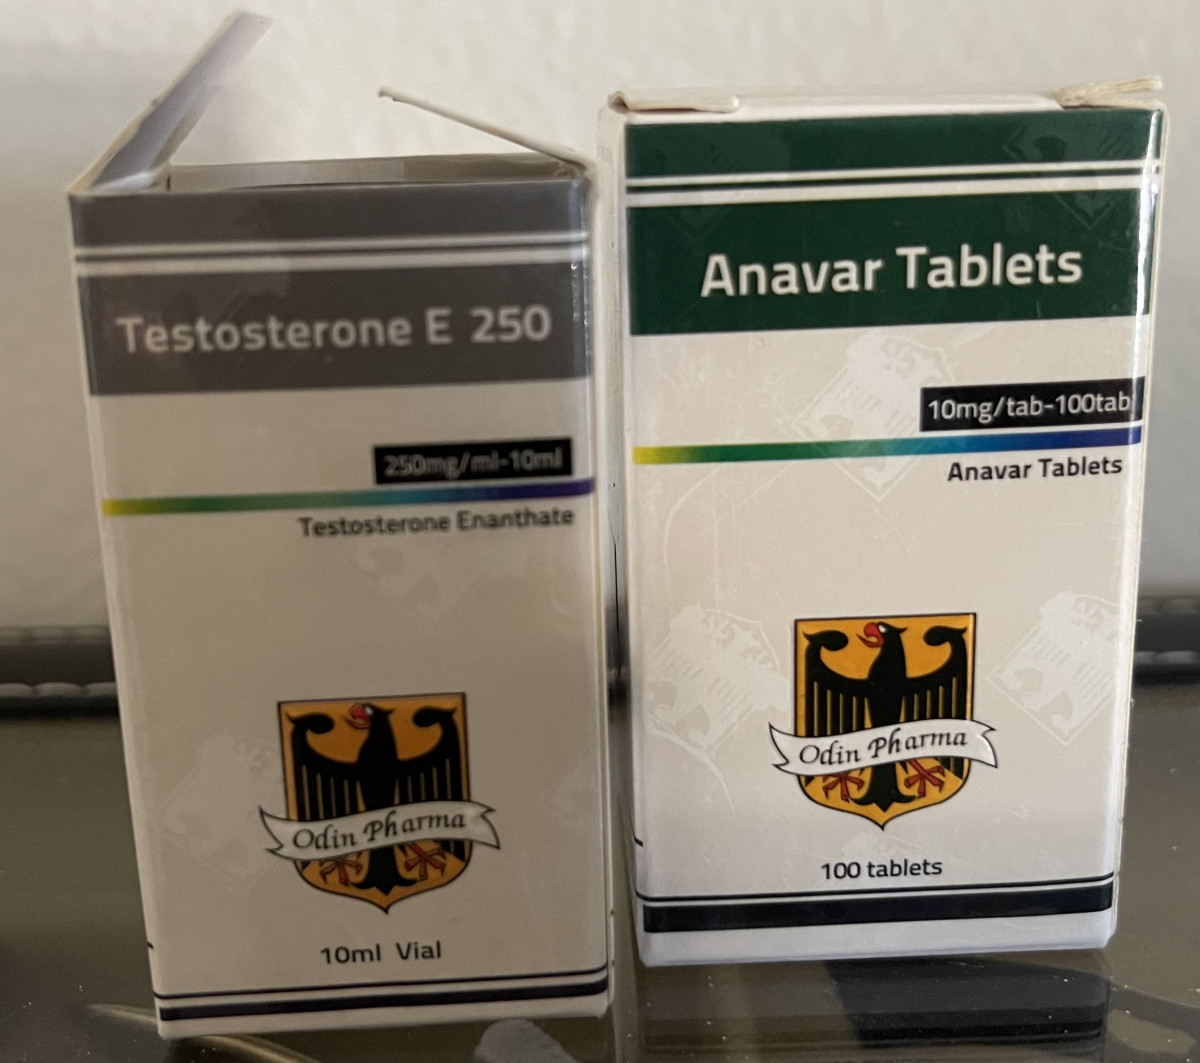 Testosterone E 250
250mg/ml-10ml
Testosterone Enanthate
Odin Pharma
10ml Vial
Anavar Tablets
10mg/tab-100tab
Anavar Tablets
Odin Pharma
100 tablets